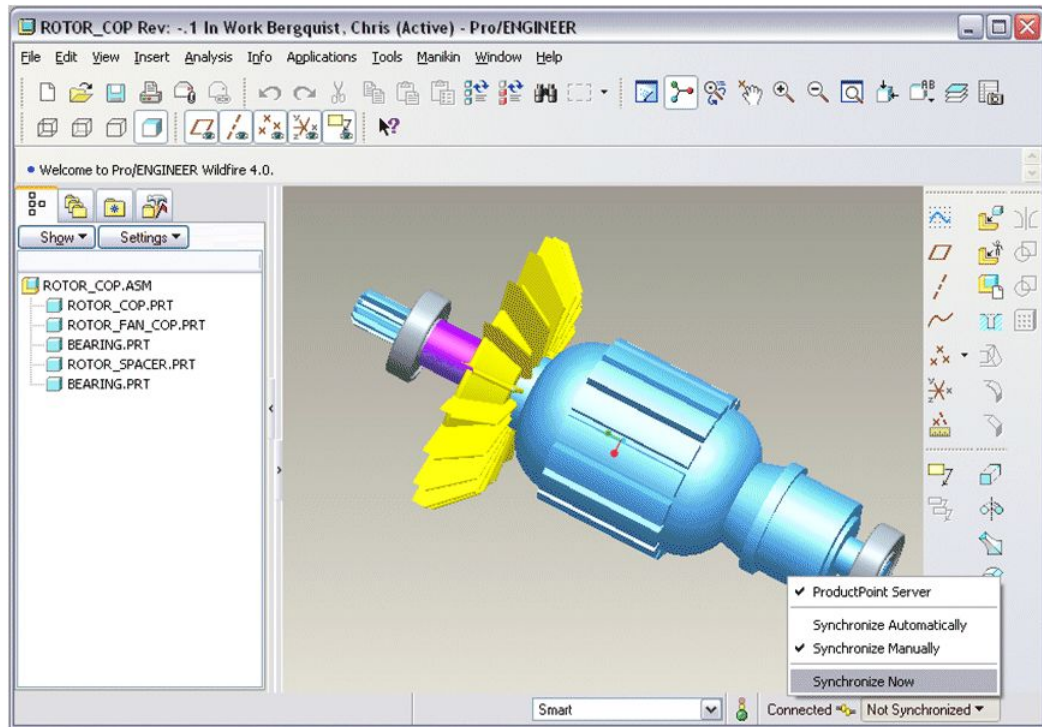 ROTOR_COP Rev: -.1 In Work Bergquist, Chris (Active) - Pro/ENGINEER
File Edit View Insert Analysis Info Applications Tools Manikin Window Help
• Welcome to Pro/ENGINEER Wildfire 4.0.
Show Settings
ROTOR_COP.ASM
ROTOR_COP.PRT
ROTOR_FAN_COP.PRT
BEARING.PRT
ROTOR_SPACER.PRT
BEARING.PRT
ProductPoint Server
Synchronize Automatically
Synchronize Manually
Synchronize Now
Smart Connected Not Synchronized